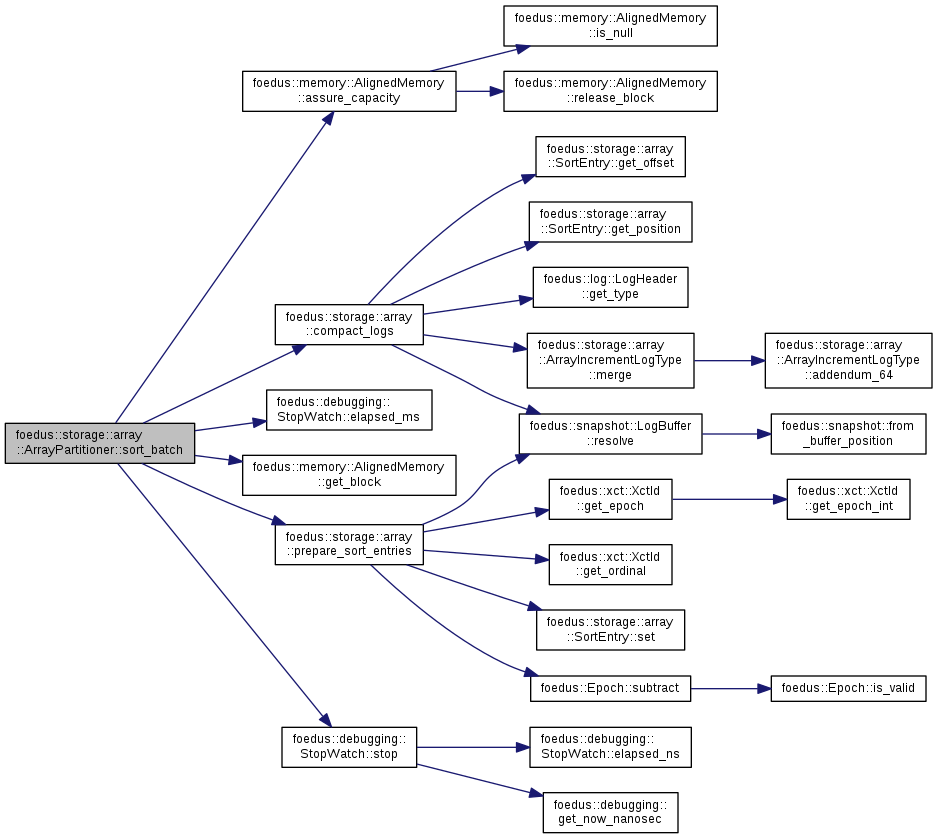 foedus::storage::array
::ArrayPartitioner::sort_batch
foedus::memory::AlignedMemory
::assure_capacity
foedus::memory::AlignedMemory
::is_null
foedus::memory::AlignedMemory
::release_block
foedus::storage::array
::compact_logs
foedus::storage::array
::SortEntry::get_offset
foedus::storage::array
::SortEntry::get_position
foedus::log::LogHeader
::get_type
foedus::storage::array
::ArrayIncrementLogType
::merge
foedus::storage::array
::ArrayIncrementLogType
::addendum_64
foedus::snapshot::LogBuffer
::resolve
foedus::snapshot::from
_buffer_position
foedus::debugging::
StopWatch::elapsed_ms
foedus::memory::AlignedMemory
::get_block
foedus::storage::array
::prepare_sort_entries
foedus::xct::XctId
::get_epoch
foedus::xct::XctId
::get_epoch_int
foedus::xct::XctId
::get_ordinal
foedus::storage::array
::SortEntry::set
foedus::Epoch::subtract
foedus::Epoch::is_valid
foedus::debugging::
StopWatch::stop
foedus::debugging::
StopWatch::elapsed_ns
foedus::debugging::
get_now_nanosec